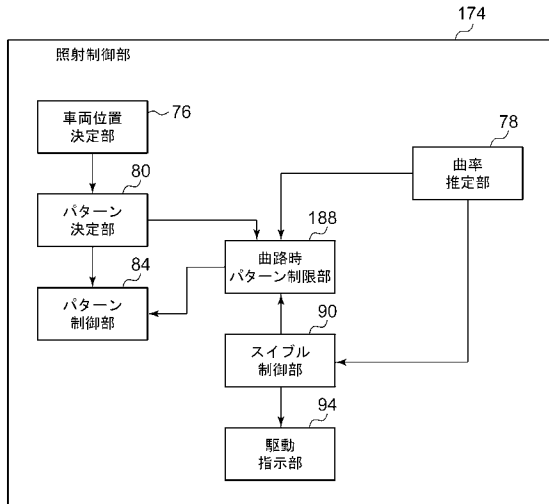 174
照射制御部
76
車両位置
決定部
78
曲率
推定部
80
パターン
決定部
188
曲路時
パターン制限部
84
パターン
制御部
90
スイブル
制御部
94
駆動
指示部